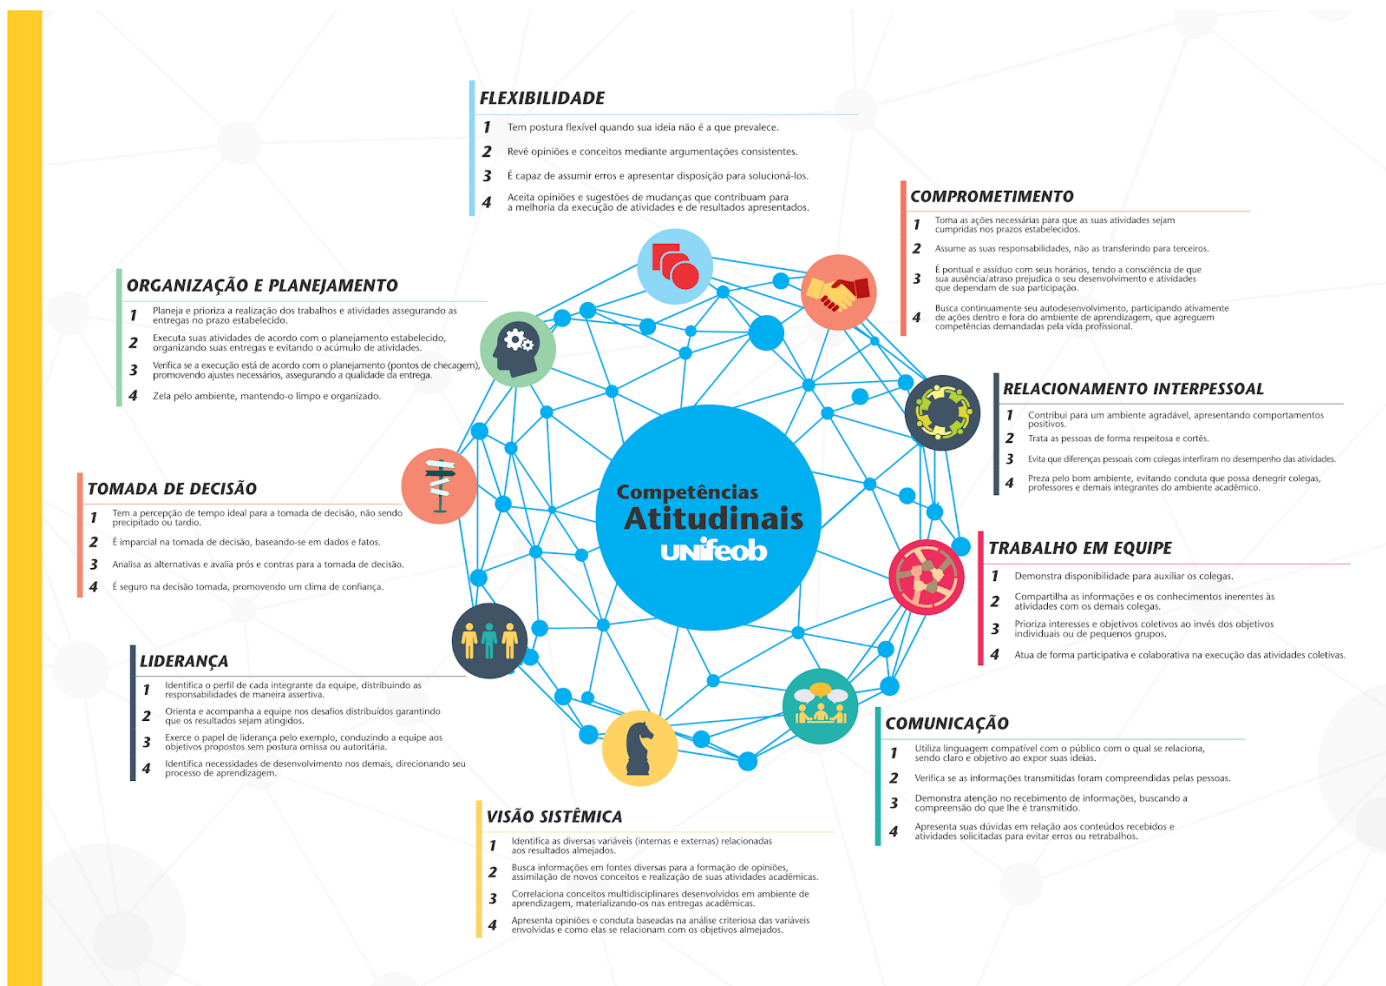 FLEXIBILIDADE
1 Tem postura flexível quando sua ideia não é a que prevalece.
2 Revê opiniões e conceitos mediante argumentações consistentes.
3 É capaz de assumir erros e apresentar disposição para solucioná-los.
4 Aceita opiniões e sugestões de mudanças que contribuam para
a melhoria da execução de atividades e de resultados apresentados.
COMPROMETIMENTO
1 Toma as ações necessárias para que as suas atividades sejam
cumpridas nos prazos estabelecidos.
2 Assume as suas responsabilidades, não as transferindo para terceiros.
3 É pontual e assíduo com seus horários, tendo a consciência de que
sua ausência/atraso prejudica o seu desenvolvimento e atividades
que dependam de sua participação.
4 Busca continuamente seu autodesenvolvimento, participando ativamente
de ações dentro e fora do ambiente de aprendizagem, que agreguem
competências demandadas pela vida profissional.
RELACIONAMENTO INTERPESSOAL
1 Contribui para um ambiente agradável, apresentando comportamentos
positivos.
2 Trata as pessoas de forma respeitosa e cortês.
3 Evita que diferenças pessoais com colegas interfiram no desempenho das atividades.
4 Preza pelo bom ambiente, evitando conduta que possa denegrir colegas,
professores e demais integrantes do ambiente acadêmico.
TRABALHO EM EQUIPE
1 Demonstra disponibilidade para auxiliar os colegas.
2 Compartilha as informações e os conhecimentos inerentes às
atividades com os demais colegas.
3 Prioriza interesses e objetivos coletivos ao invés dos objetivos
individuais ou de pequenos grupos.
4 Atua de forma participativa e colaborativa na execução das atividades coletivas.
COMUNICAÇÃO
1 Utiliza linguagem compatível com o público com o qual se relaciona,
sendo claro e objetivo ao expor suas ideias.
2 Verifica se as informações transmitidas foram compreendidas pelas pessoas.
3 Demonstra atenção no recebimento de informações, buscando a
compreensão do que lhe é transmitido.
4 Apresenta suas dúvidas em relação aos conteúdos recebidos e
atividades solicitadas para evitar erros ou retrabalhos.
VISÃO SISTÊMICA
1 Identifica as diversas variáveis (internas e externas) relacionadas
aos resultados almejados.
2 Busca informações em fontes diversas para a formação de opiniões,
assimilação de novos conceitos e realização de suas atividades acadêmicas.
3 Correlaciona conceitos multidisciplinares desenvolvidos em ambiente de
aprendizagem, materializando-os nas entregas acadêmicas.
4 Apresenta opiniões e conduta baseadas na análise criteriosa das variáveis
envolvidas e como elas se relacionam com os objetivos almejados.
LIDERANÇA
1 Identifica o perfil de cada integrante da equipe, distribuindo as
responsabilidades de maneira assertiva.
2 Orienta e acompanha a equipe nos desafios distribuídos garantindo
que os resultados sejam atingidos.
3 Exerce o papel de liderança pelo exemplo, conduzindo a equipe aos
objetivos propostos sem postura omissa ou autoritária.
4 Identifica necessidades de desenvolvimento nos demais, direcionando seu
processo de aprendizagem.
TOMADA DE DECISÃO
1 Tem a percepção de tempo ideal para a tomada de decisão, não sendo
precipitado ou tardio.
2 É imparcial na tomada de decisão, baseando-se em dados e fatos.
3 Analisa as alternativas e avalia prós e contras para a tomada de decisão.
4 É seguro na decisão tomada, promovendo um clima de confiança.
ORGANIZAÇÃO E PLANEJAMENTO
1 Planeja e prioriza a realização dos trabalhos e atividades assegurando as
entregas no prazo estabelecido.
2 Executa suas atividades de acordo com o planejamento estabelecido,
organizando suas entregas e evitando o acúmulo de atividades.
3 Verifica se a execução está de acordo com o planejamento (pontos de checagem),
promovendo ajustes necessários, assegurando a qualidade da entrega.
4 Zela pelo ambiente, mantendo-o limpo e organizado.
Competências
Atitudinais
unifeob